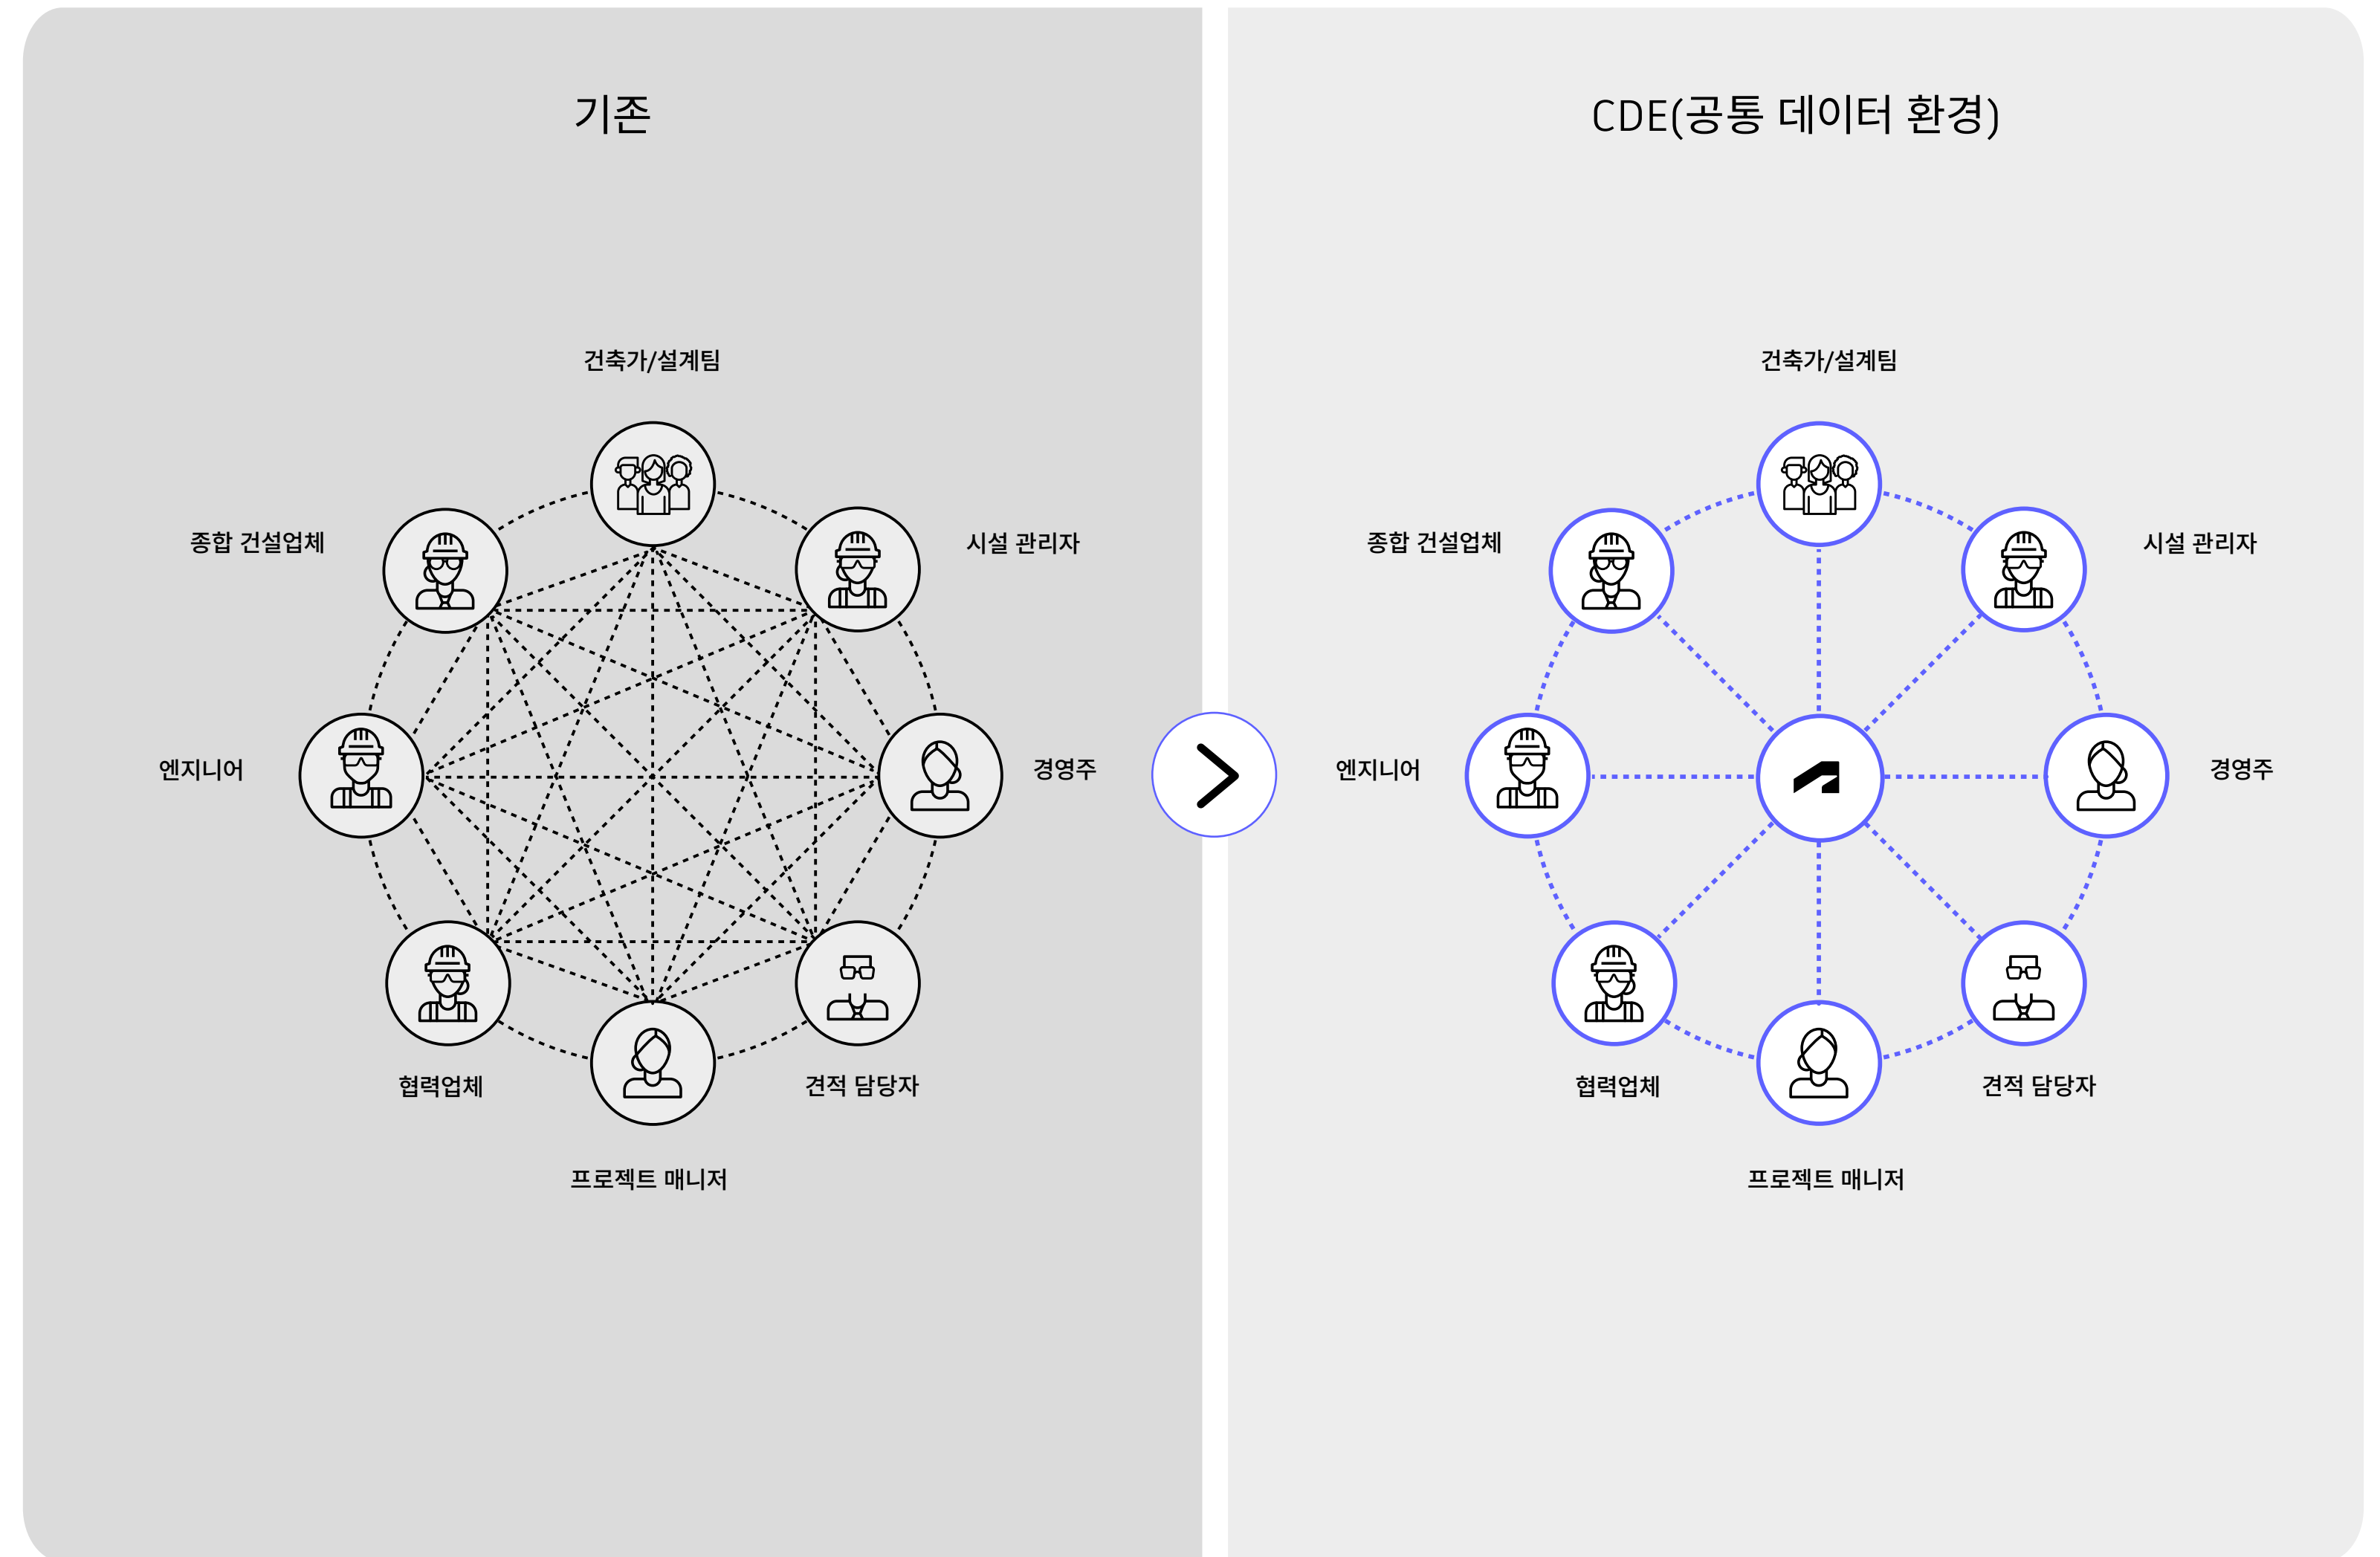 기존
건축가/설계팀
종합 건설업체
시설 관리자
엔지니어
경영주
협력업체
견적 담당자
프로젝트 매니저
CDE(공통 데이터 환경)
건축가/설계팀
종합 건설업체
시설 관리자
엔지니어
경영주
협력업체
견적 담당자
프로젝트 매니저